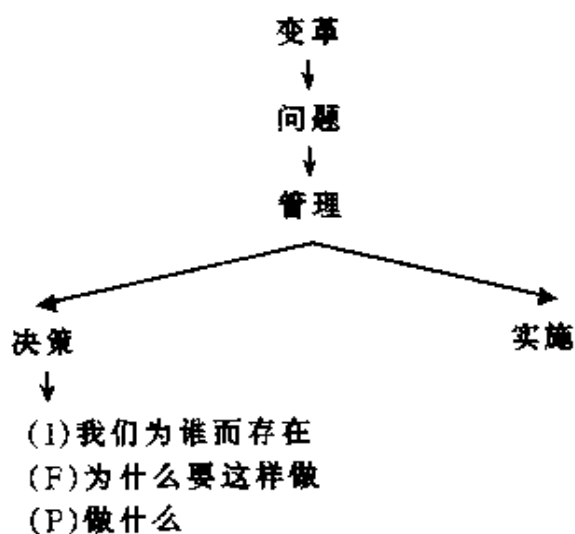 变革
问题
管理
决策
实施
(1)我们为谁而存在
(F)为什么要这样做
(P)做什么